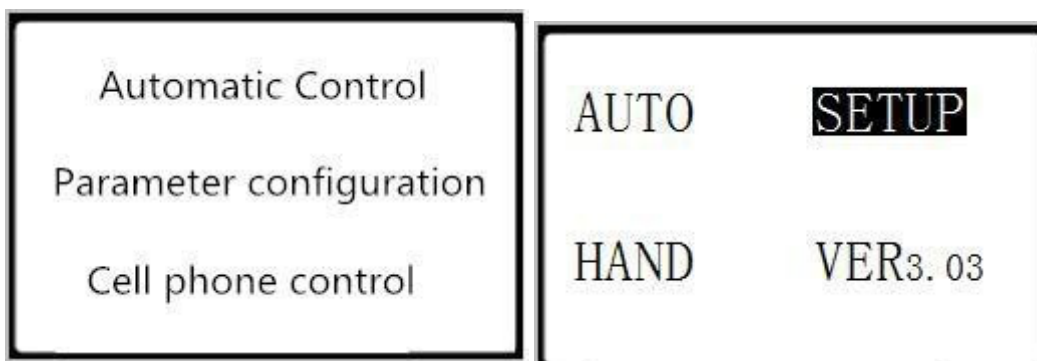 Automatic Control
Parameter configuration
Cell phone control
AUTO SETUP
HAND VER3.03